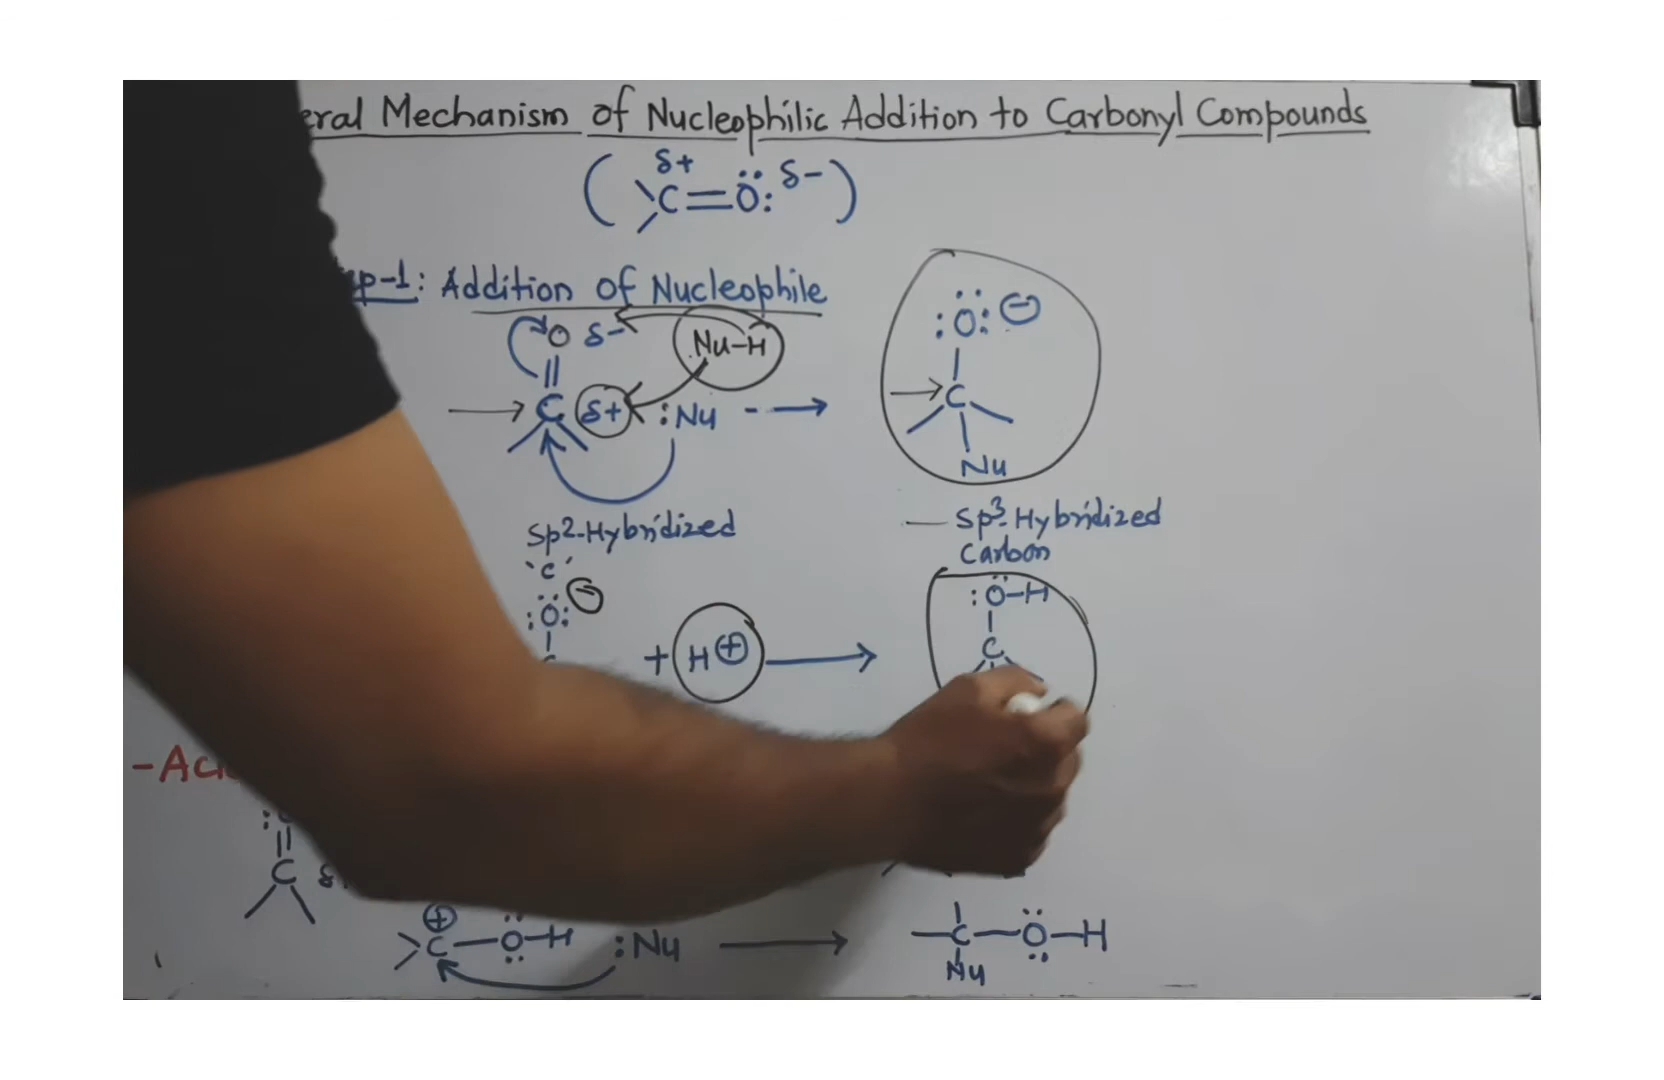 eral Mechanism of Nucleophilic Addition to Carbonyl Compounds
( δ+ C=O: δ- )
p-1: Addition of Nucleophile
O δ- Nu-H
:O: ⊖
C δ+ :Nu
C
Nu
Sp2-Hybridized
C
Sp3-Hybridized
Carbon
:O: ⊖
:O-H
+ H⊕
C
-Ac
C
⊕
C-O-H :Nu
C-O-H
Nu